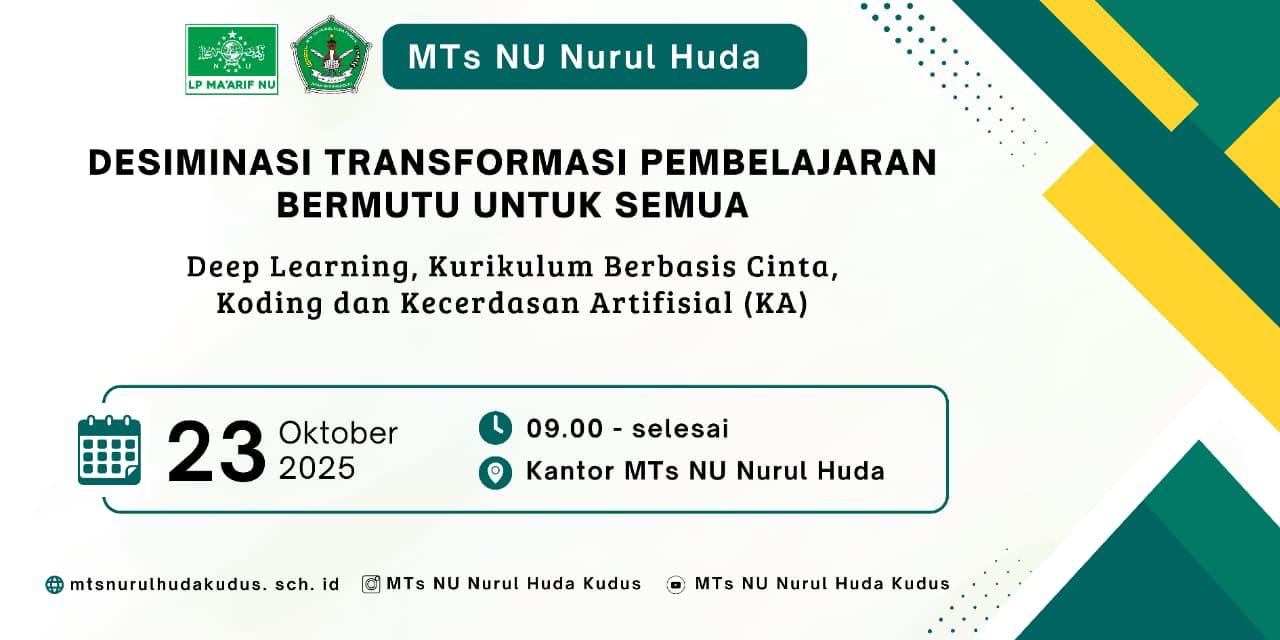 LP MA'ARIF NU
MTs NU Nurul Huda
DESIMINASI TRANSFORMASI PEMBELAJARAN
BERMUTU UNTUK SEMUA
Deep Learning, Kurikulum Berbasis Cinta,
Koding dan Kecerdasan Artifisial (KA)
23
Oktober
2025
09.00 - selesai
Kantor MTs NU Nurul Huda
mtsnurulhudakudus. sch. id
MTs NU Nurul Huda Kudus
MTs NU Nurul Huda Kudus